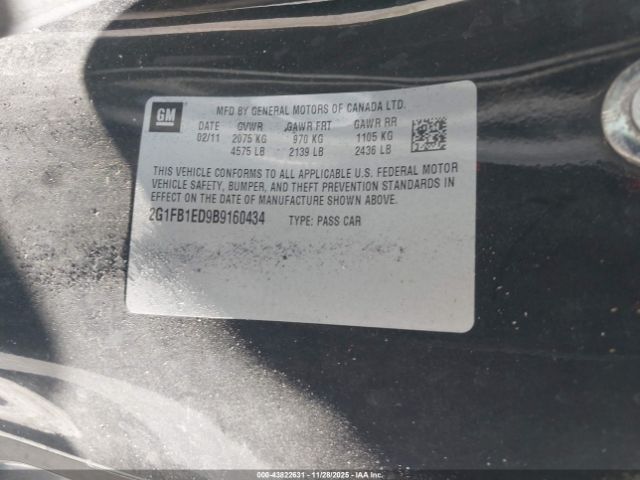 GM
MFD BY GENERAL MOTORS OF CANADA LTD.
DATE GVWR GAWR FRT GAWR RR
02/11 2075 KG 970 KG 1105 KG
4575 LB 2139 LB 2436 LB
THIS VEHICLE CONFORMS TO ALL APPLICABLE U.S. FEDERAL MOTOR
VEHICLE SAFETY, BUMPER, AND THEFT PREVENTION STANDARDS IN
EFFECT ON THE DATE OF MANUFACTURE SHOWN ABOVE.
2G1FB1ED9B9160434 TYPE: PASS CAR
000-43822631 - 11/28/2025 - IAA Inc.